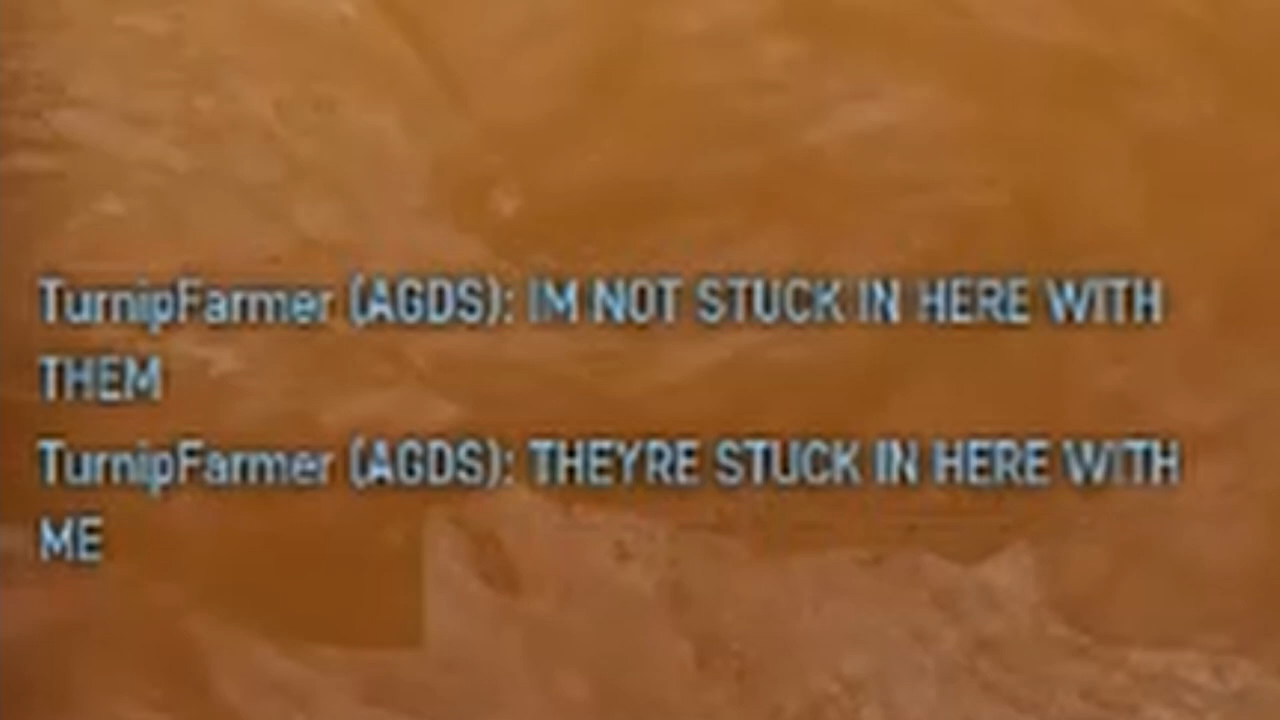 TurnipFarmer (AGDS): IM NOT STUCK IN HERE WITH
THEM
TurnipFarmer (AGDS): THEYRE STUCK IN HERE WITH
ME